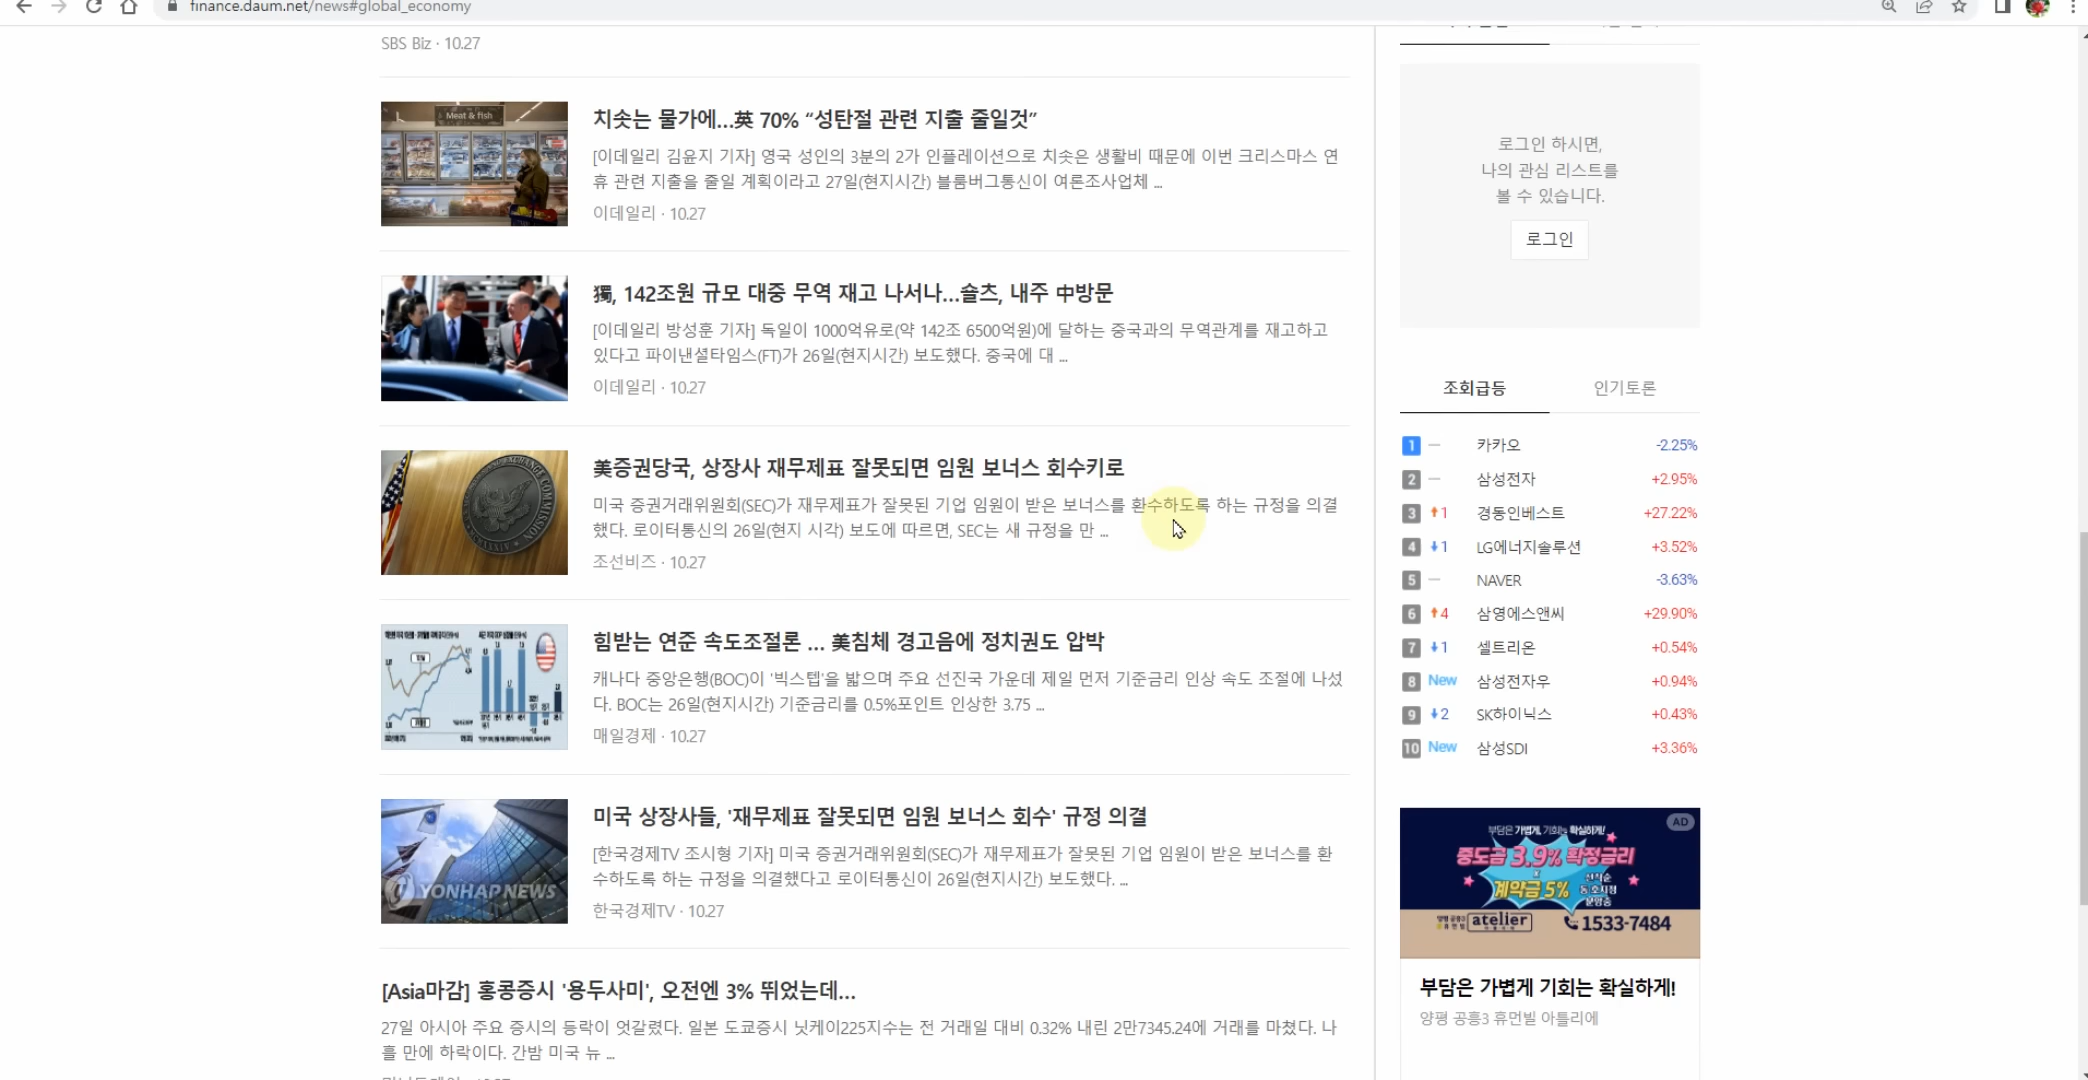 finance.daum.net/news#global_economy
SBS Biz · 10.27
Meat & fish
치솟는 물가에...英 70% “성탄절 관련 지출 줄일것”
[이데일리 김윤지 기자] 영국 성인의 3분의 2가 인플레이션으로 치솟은 생활비 때문에 이번 크리스마스 연
휴 관련 지출을 줄일 계획이라고 27일(현지시간) 블룸버그통신이 여론조사업체 ...
이데일리 · 10.27
獨, 142조원 규모 대중 무역 재고 나서나...숄츠, 내주 中방문
[이데일리 방성훈 기자] 독일이 1000억유로(약 142조 6500억원)에 달하는 중국과의 무역관계를 재고하고
있다고 파이낸셜타임스(FT)가 26일(현지시간) 보도했다. 중국에 대 ...
이데일리 · 10.27
美증권당국, 상장사 재무제표 잘못되면 임원 보너스 회수키로
미국 증권거래위원회(SEC)가 재무제표가 잘못된 기업 임원이 받은 보너스를 환수하도록 하는 규정을 의결
했다. 로이터통신의 26일(현지 시각) 보도에 따르면, SEC는 새 규정을 만 ...
조선비즈 · 10.27
힘받는 연준 속도조절론 ... 美침체 경고음에 정치권도 압박
캐나다 중앙은행(BOC)이 '빅스텝'을 밟으며 주요 선진국 가운데 제일 먼저 기준금리 인상 속도 조절에 나섰
다. BOC는 26일(현지시간) 기준금리를 0.5%포인트 인상한 3.75 ...
매일경제 · 10.27
YONHAP NEWS
미국 상장사들, '재무제표 잘못되면 임원 보너스 회수' 규정 의결
[한국경제TV 조시형 기자] 미국 증권거래위원회(SEC)가 재무제표가 잘못된 기업 임원이 받은 보너스를 환
수하도록 하는 규정을 의결했다고 로이터통신이 26일(현지시간) 보도했다. ...
한국경제TV · 10.27
[Asia마감] 홍콩증시 '용두사미', 오전엔 3% 뛰었는데...
27일 아시아 주요 증시의 등락이 엇갈렸다. 일본 도쿄증시 닛케이225지수는 전 거래일 대비 0.32% 내린 2만7345.24에 거래를 마쳤다. 나
흘 만에 하락이다. 간밤 미국 뉴 ...
로그인 하시면,
나의 관심 리스트를
볼 수 있습니다.
로그인
조회급등 인기토론
1 카카오 -2.25%
2 삼성전자 +2.95%
3 1 경동인베스트 +27.22%
4 1 LG에너지솔루션 +3.52%
5 NAVER -3.63%
6 4 삼영에스앤씨 +29.90%
7 1 셀트리온 +0.54%
8 New 삼성전자우 +0.94%
9 2 SK하이닉스 +0.43%
10 New 삼성SDI +3.36%
AD
부담은 가볍게, 기회는 확실하게!
중도금 3.9% 확정금리
계약금 5%
선착순
동·호지정
분양중
atelier
1533-7484
부담은 가볍게 기회는 확실하게!
양평 공흥3 휴먼빌 아틀리에